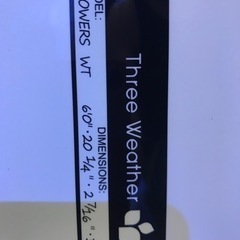 Three Weather
DEL: DIMENSIONS:
OWERS WT 6'0" · 20 1/4" · 2 7/16" ·